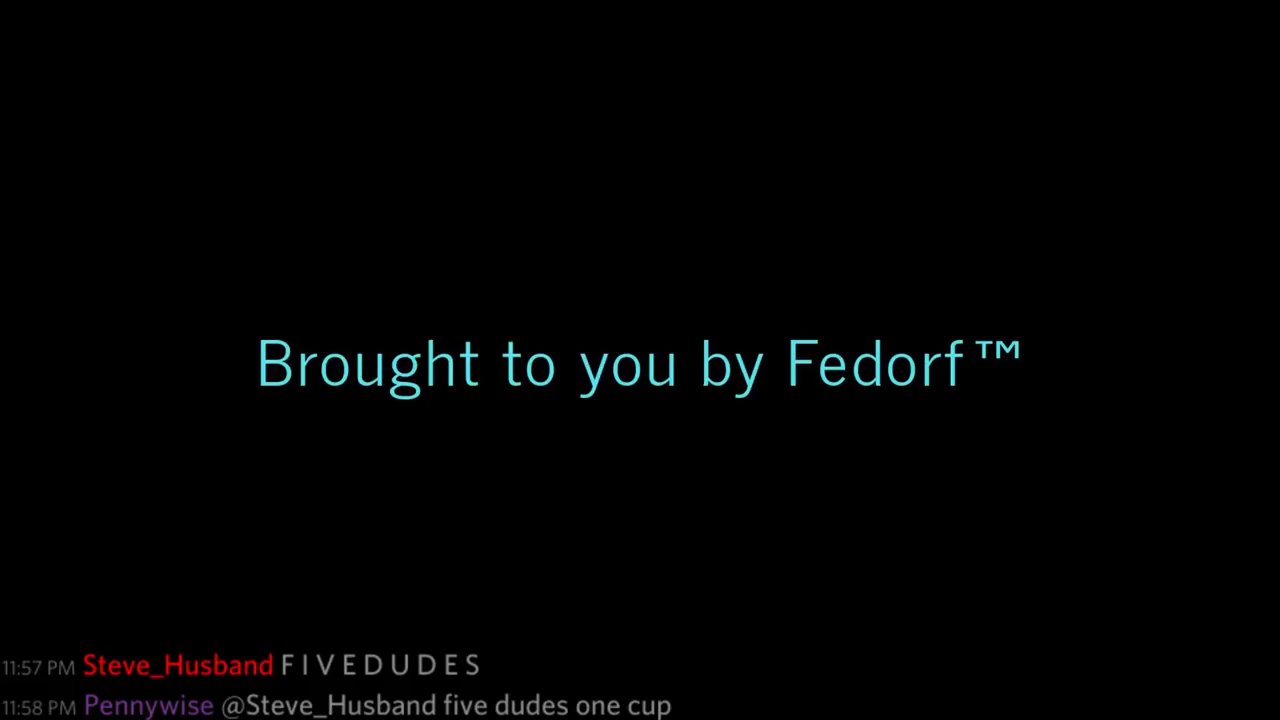 Brought to you by Fedorf™
11:57 PM Steve_Husband F I V E D U D E S
11:58 PM Pennywise @Steve_Husband five dudes one cup